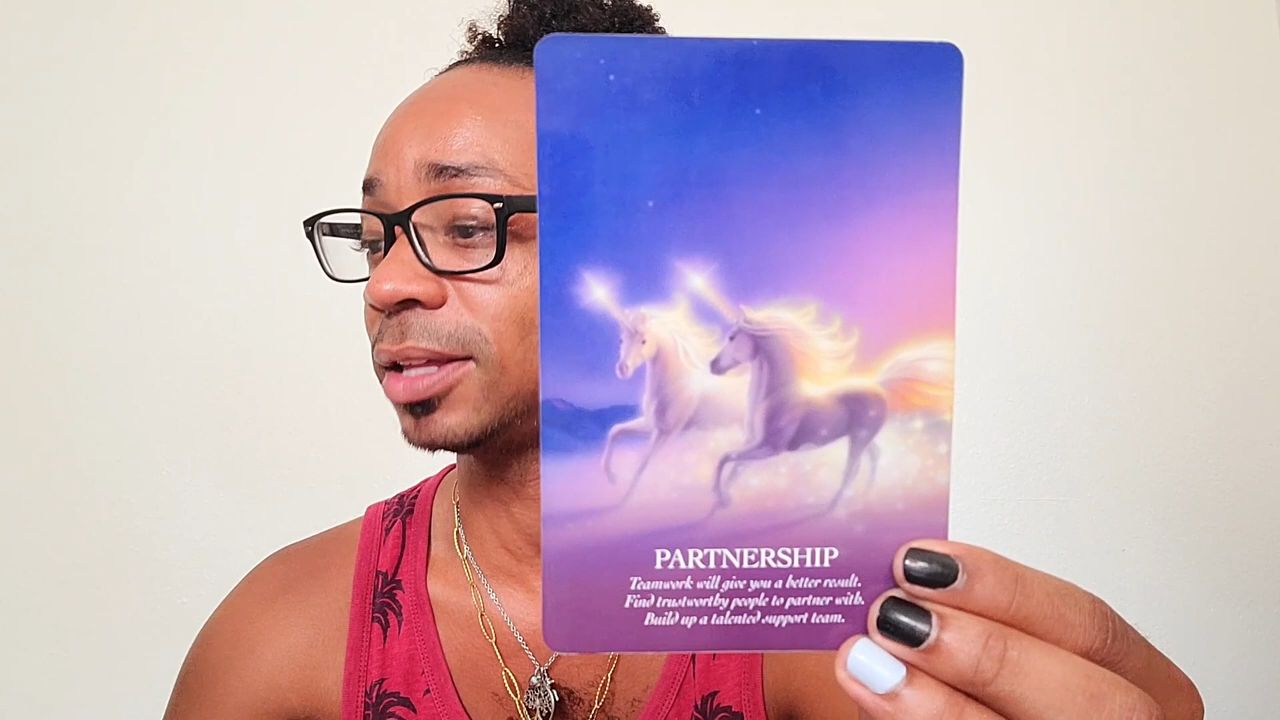 PARTNERSHIP
Teamwork will give you a better result.
Find trustworthy people to partner with.
Build up a talented support team.